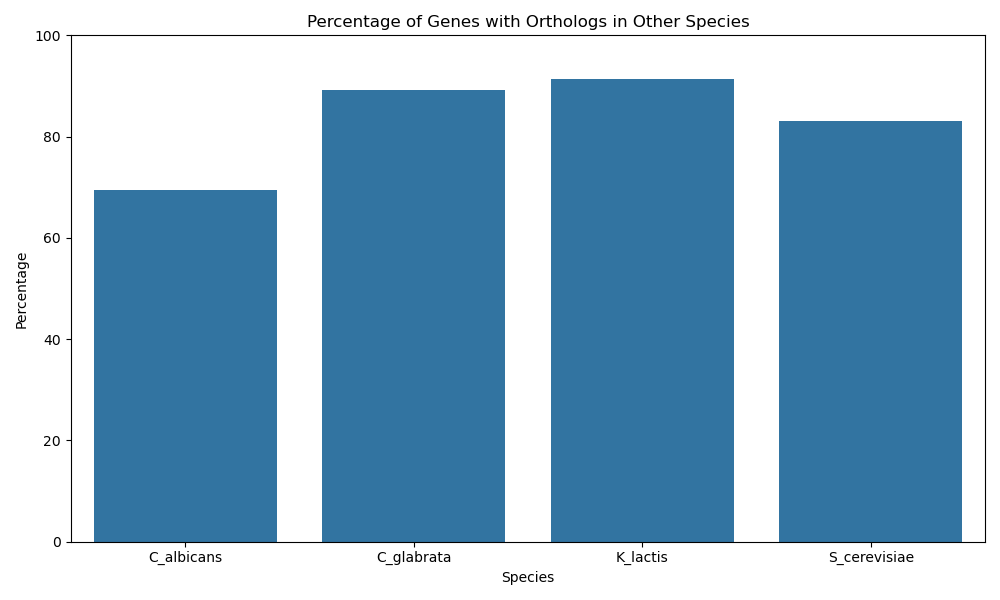 Percentage of Genes with Orthologs in Other Species
Percentage
100
80
60
40
20
0
C_albicans
C_glabrata
K_lactis
S_cerevisiae
Species